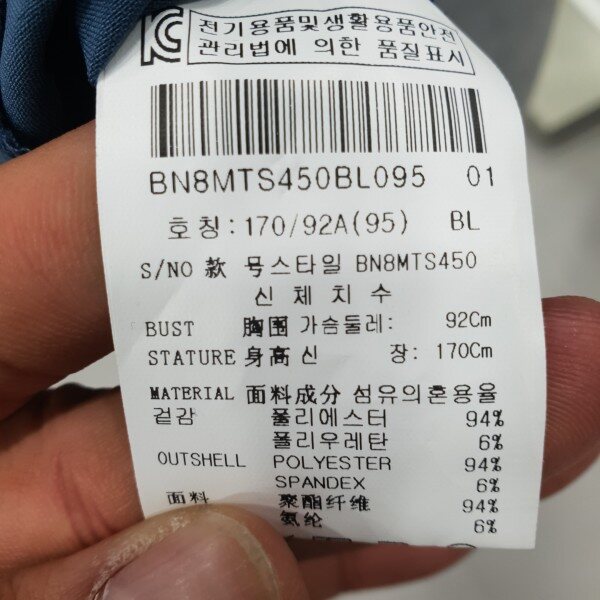 전기용품및생활용품안전
관리법에 의한 품질표시
BN8MTS450BL095 01
호칭:170/92A(95) BL
S/NO 款 号스타일 BN8MTS450
신 체 치 수
BUST 胸围 가슴둘레: 92Cm
STATURE 身高 신 장: 170Cm
MATERIAL 面料成分 섬유의혼용율
겉감 폴리에스터 94%
폴리우레탄 6%
OUTSHELL POLYESTER 94%
SPANDEX 6%
面料 聚酯纤维 94%
氨纶 6%